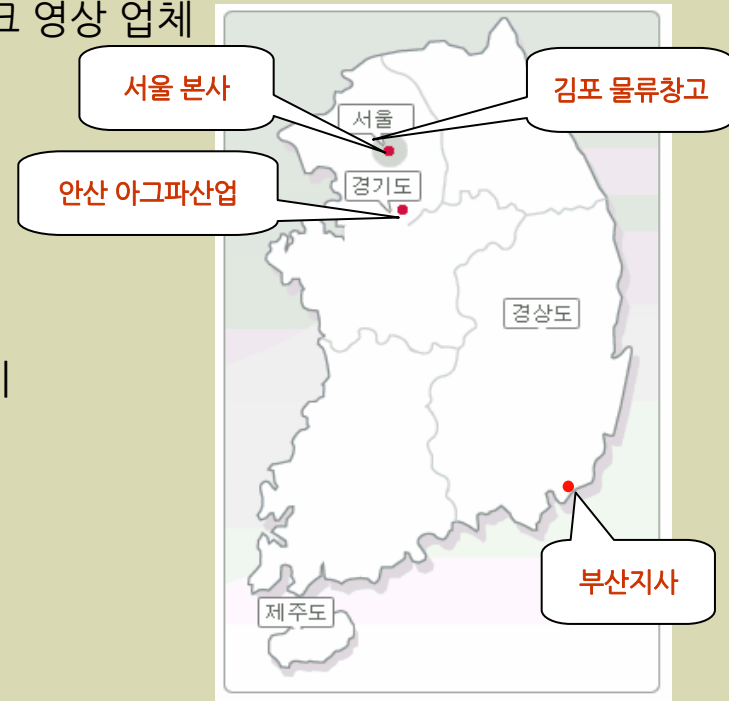 크 영상 업체
서울 본사
김포 물류창고
서울
안산 아그파산업
경기도
경상도
부산지사
제주도